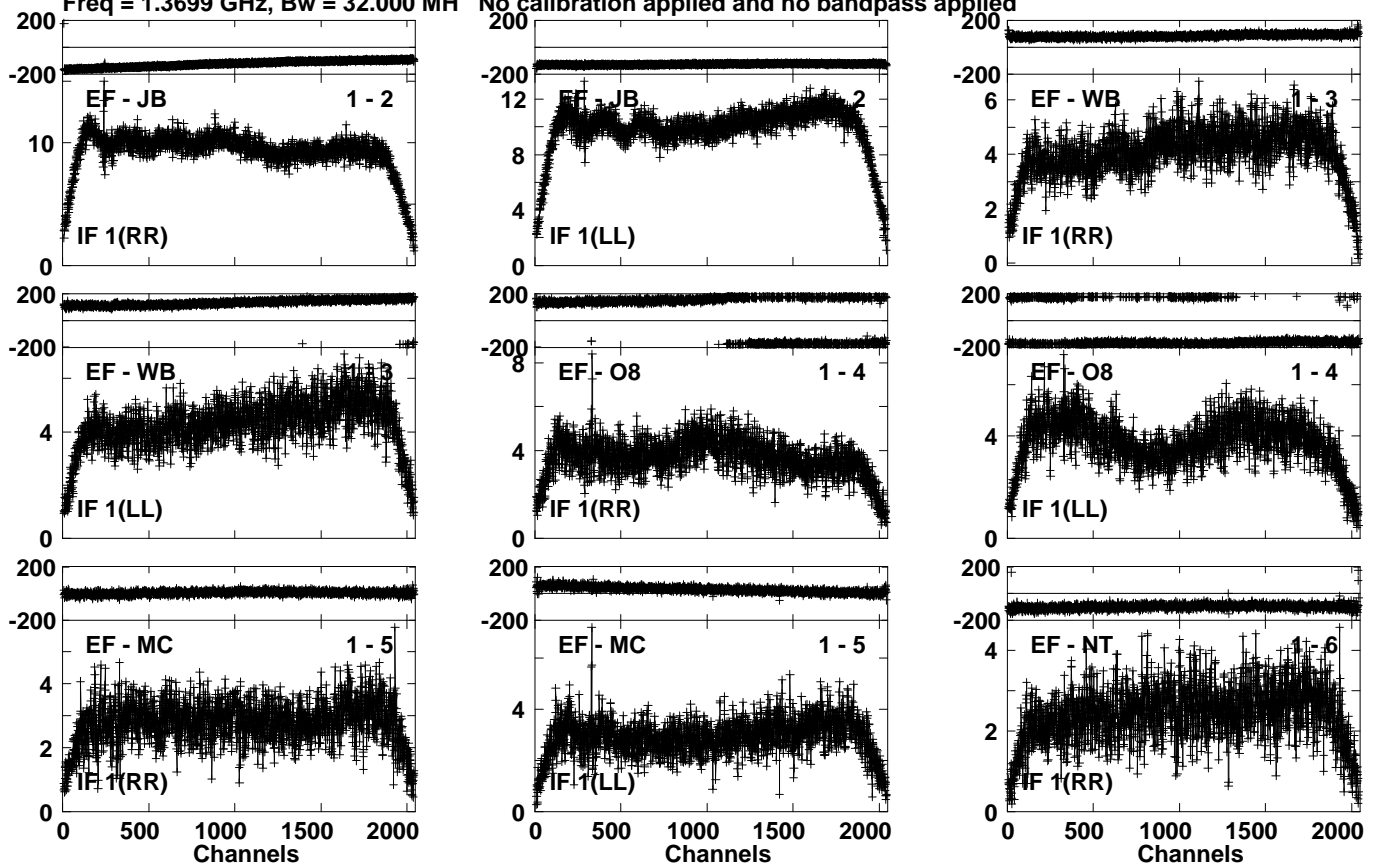 Freq = 1.3699 GHz, Bw = 32.000 MH No calibration applied and no bandpass applied
200
-200
EF - JB 1 - 2
10
IF 1(RR)
0
-200
EF - JB 2
12
8
4
IF 1(LL)
0
-200
EF - WB 1 - 3
6
4
2
IF 1(RR)
0
200
-200
EF - WB 1 - 3
4
IF 1(LL)
0
200
-200
EF - O8 1 - 4
8
4
IF 1(RR)
0
200
-200
EF - O8 1 - 4
4
IF 1(LL)
0
200
-200
EF - MC 1 - 5
4
2
IF 1(RR)
0
0 500 1000 1500 2000
Channels
200
-200
EF - MC 1 - 5
4
IF 1(LL)
0
0 500 1000 1500 2000
Channels
200
-200
EF - NT 1 - 6
4
2
IF 1(RR)
0
0 500 1000 1500 2000
Channels